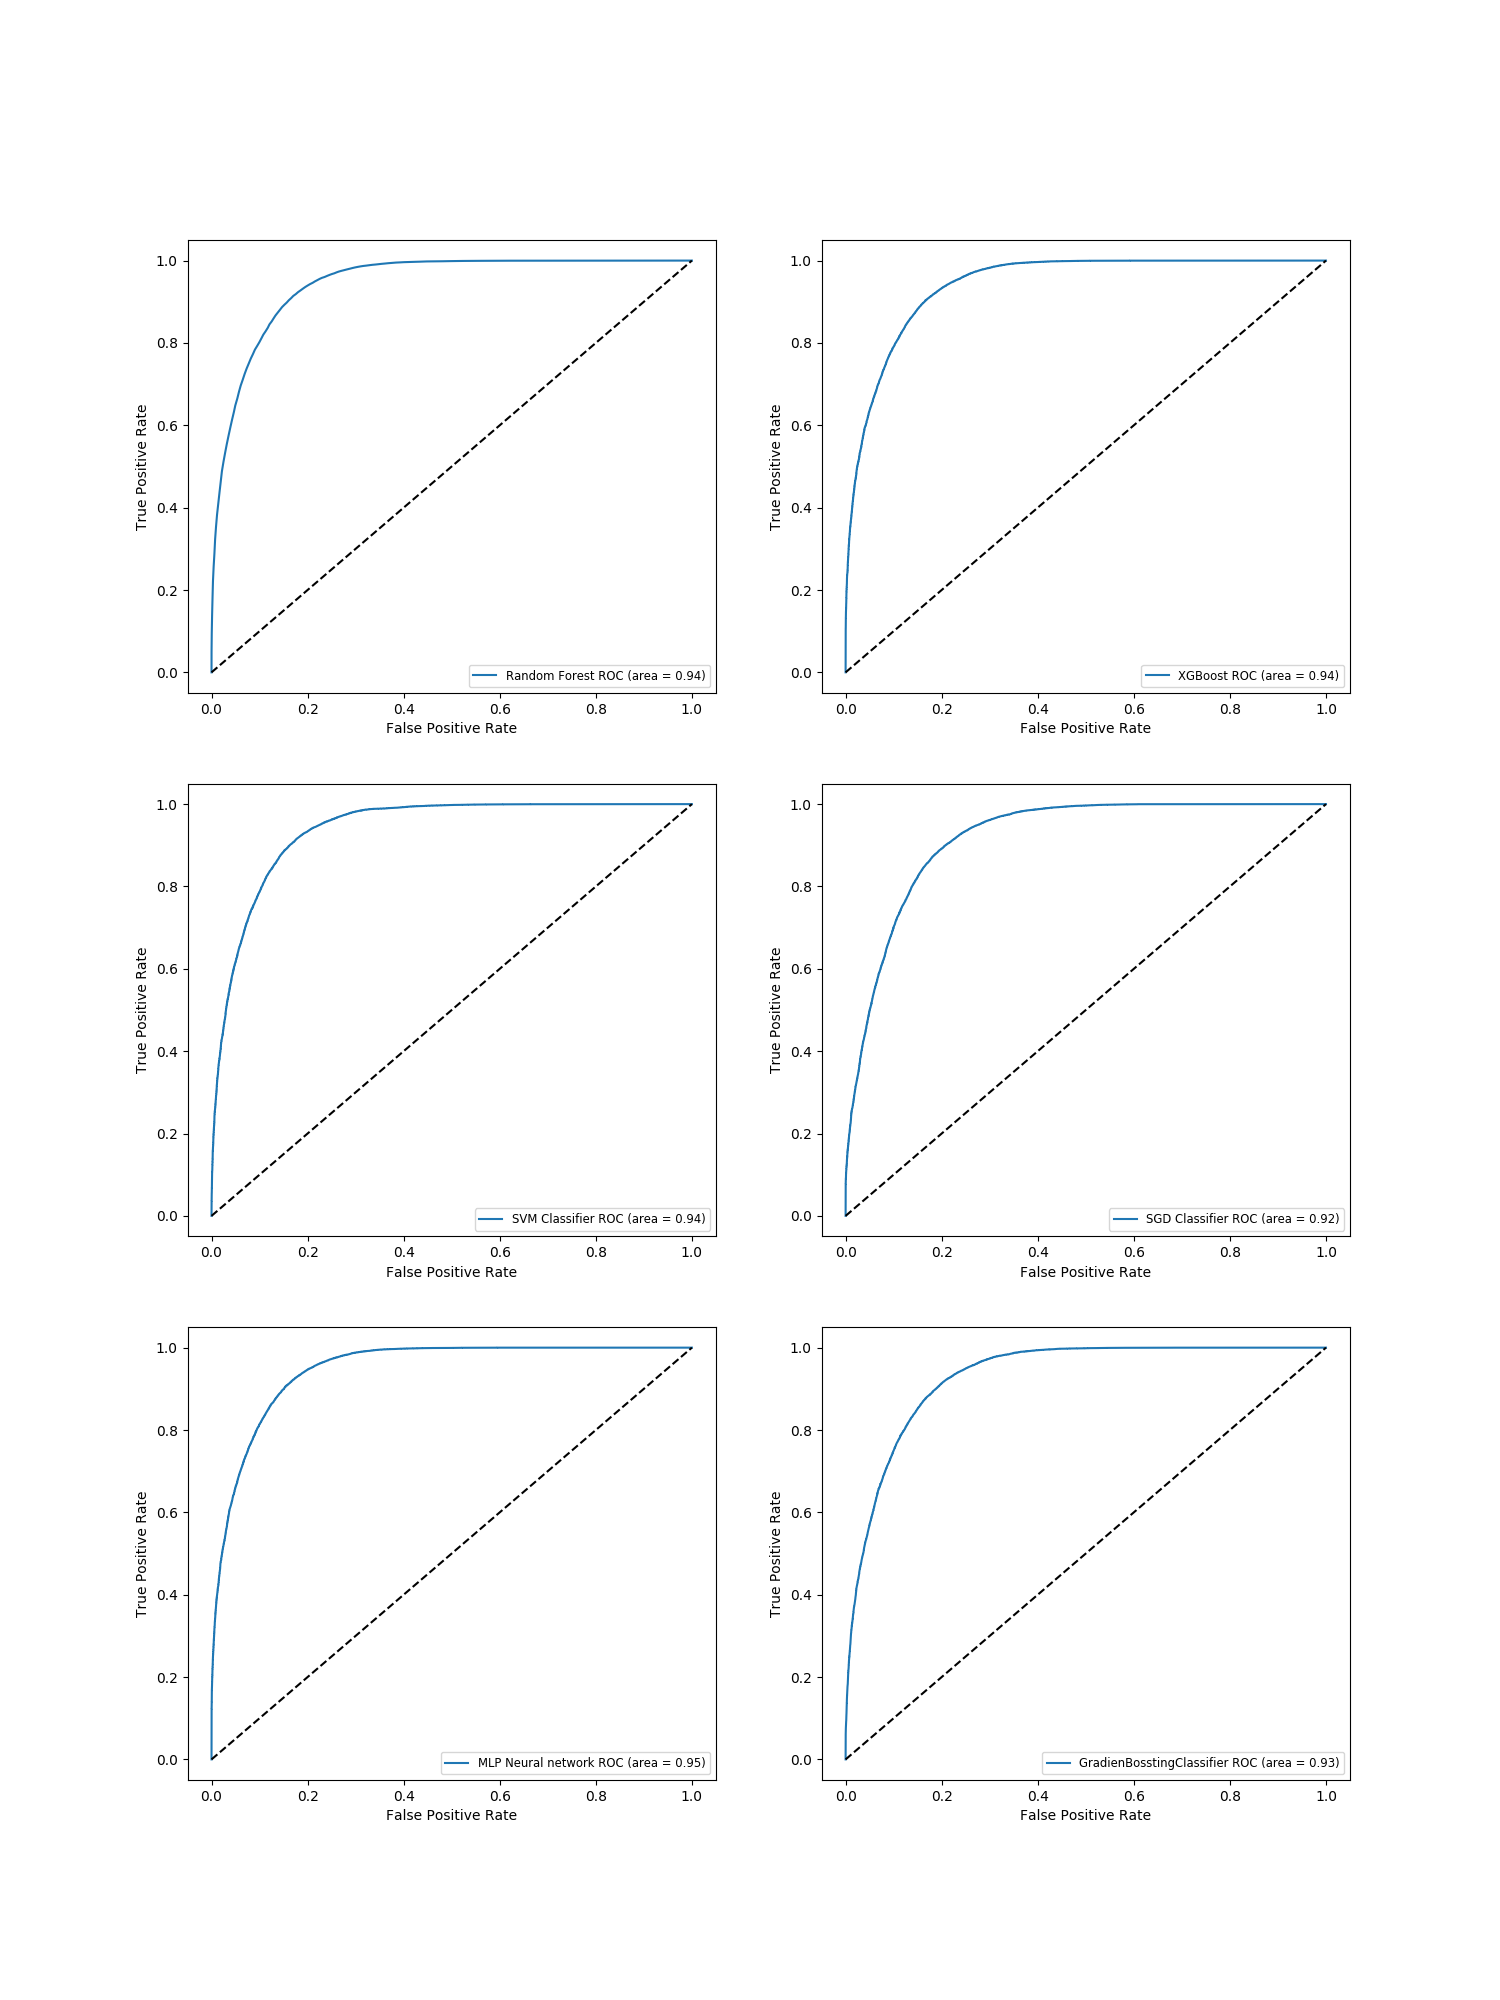 1.0
0.8
0.6
0.4
0.2
0.0
True Positive Rate
Random Forest ROC (area = 0.94)
0.0 0.2 0.4 0.6 0.8 1.0
False Positive Rate
1.0
0.8
0.6
0.4
0.2
0.0
True Positive Rate
XGBoost ROC (area = 0.94)
0.0 0.2 0.4 0.6 0.8 1.0
False Positive Rate
1.0
0.8
0.6
0.4
0.2
0.0
True Positive Rate
SVM Classifier ROC (area = 0.94)
0.0 0.2 0.4 0.6 0.8 1.0
False Positive Rate
1.0
0.8
0.6
0.4
0.2
0.0
True Positive Rate
SGD Classifier ROC (area = 0.92)
0.0 0.2 0.4 0.6 0.8 1.0
False Positive Rate
1.0
0.8
0.6
0.4
0.2
0.0
True Positive Rate
MLP Neural network ROC (area = 0.95)
0.0 0.2 0.4 0.6 0.8 1.0
False Positive Rate
1.0
0.8
0.6
0.4
0.2
0.0
True Positive Rate
GradienBosstingClassifier ROC (area = 0.93)
0.0 0.2 0.4 0.6 0.8 1.0
False Positive Rate